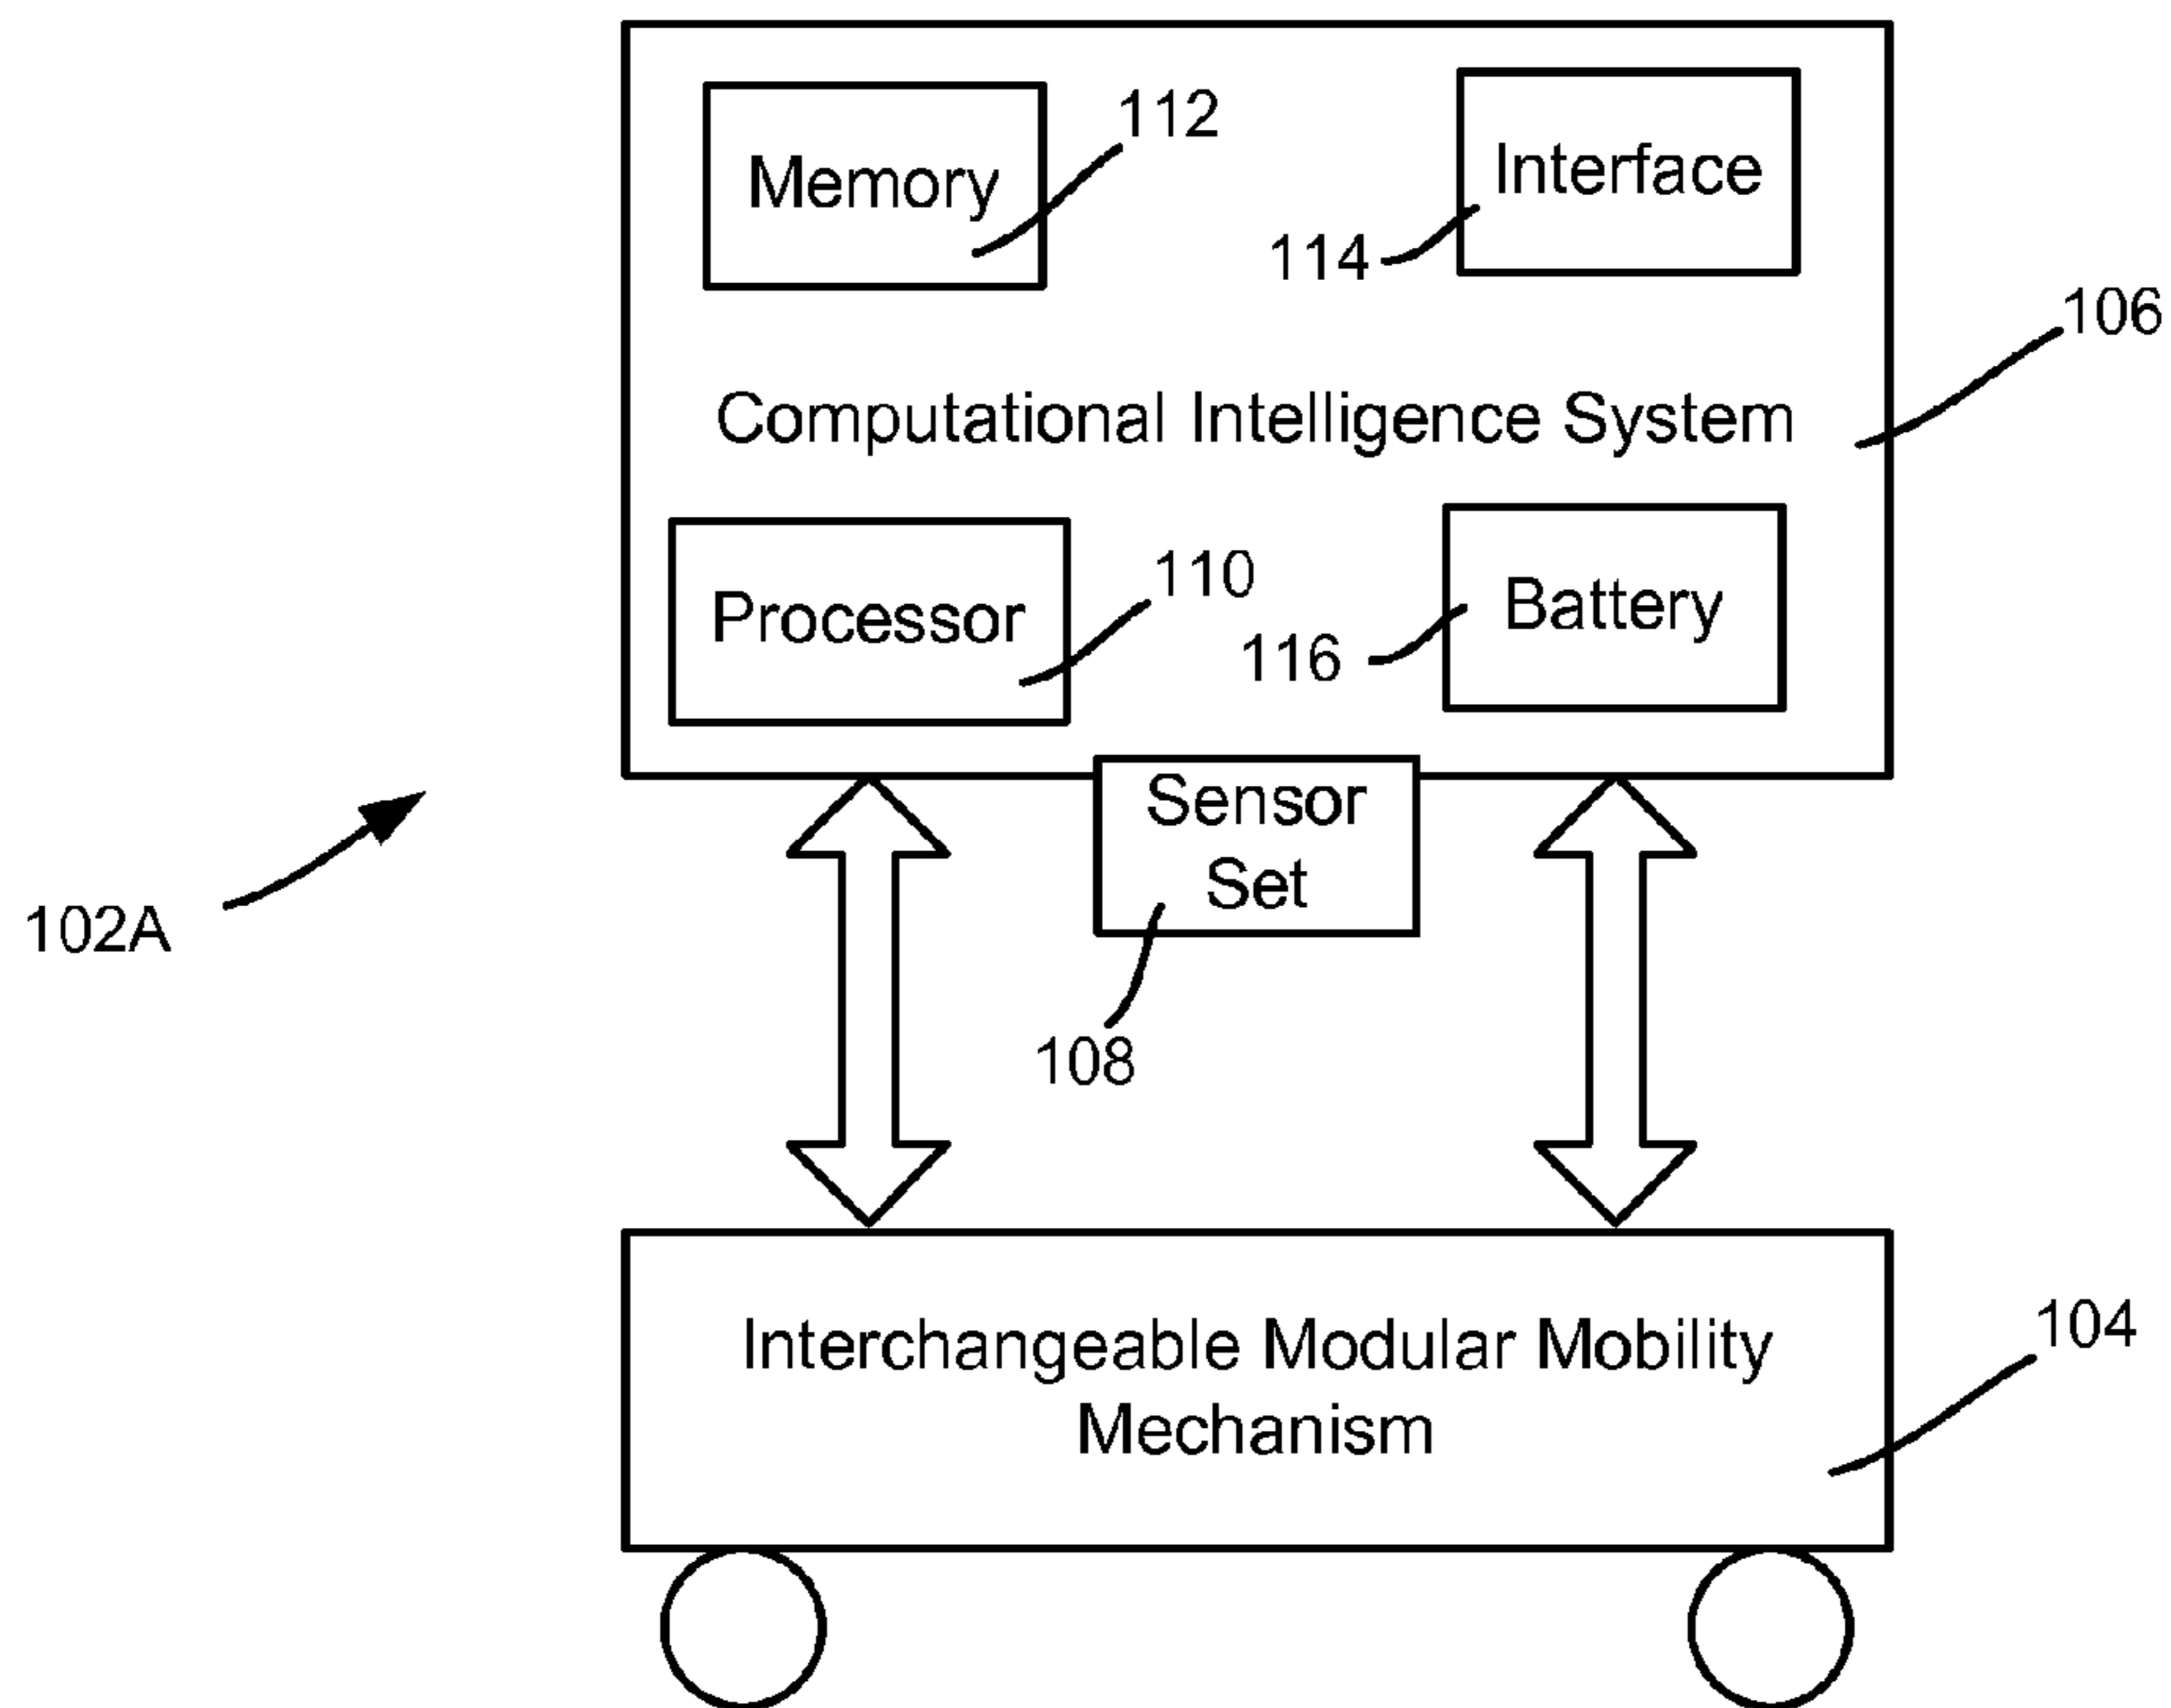 Memory
112
Interface
114
106
Computational Intelligence System
Processor
110
Battery
116
Sensor
Set
102A
108
Interchangeable Modular Mobility
Mechanism
104